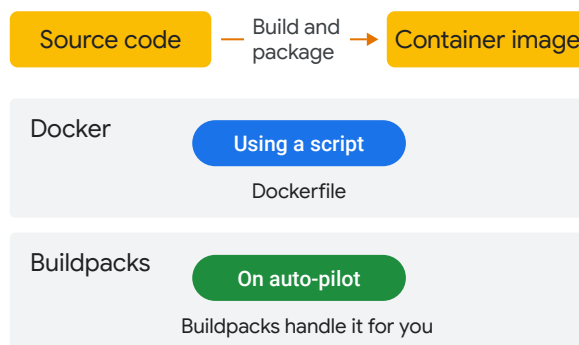 Source code
Build and
package
Container image
Docker
Using a script
Dockerfile
Buildpacks
On auto-pilot
Buildpacks handle it for you